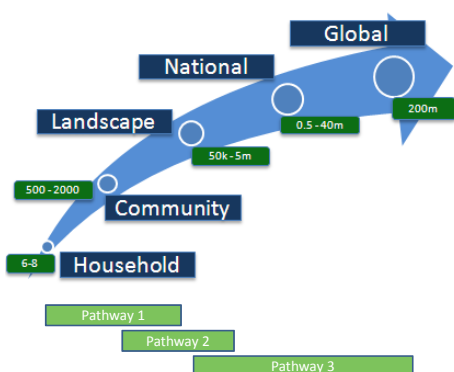 Global
National
200m
Landscape
0.5 - 40m
50k - 5m
500 - 2000
Community
6-8
Household
Pathway 1
Pathway 2
Pathway 3